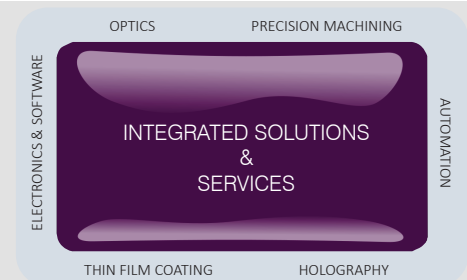 OPTICS
PRECISION MACHINING
ELECTRONICS & SOFTWARE
INTEGRATED SOLUTIONS
&
SERVICES
AUTOMATION
THIN FILM COATING
HOLOGRAPHY